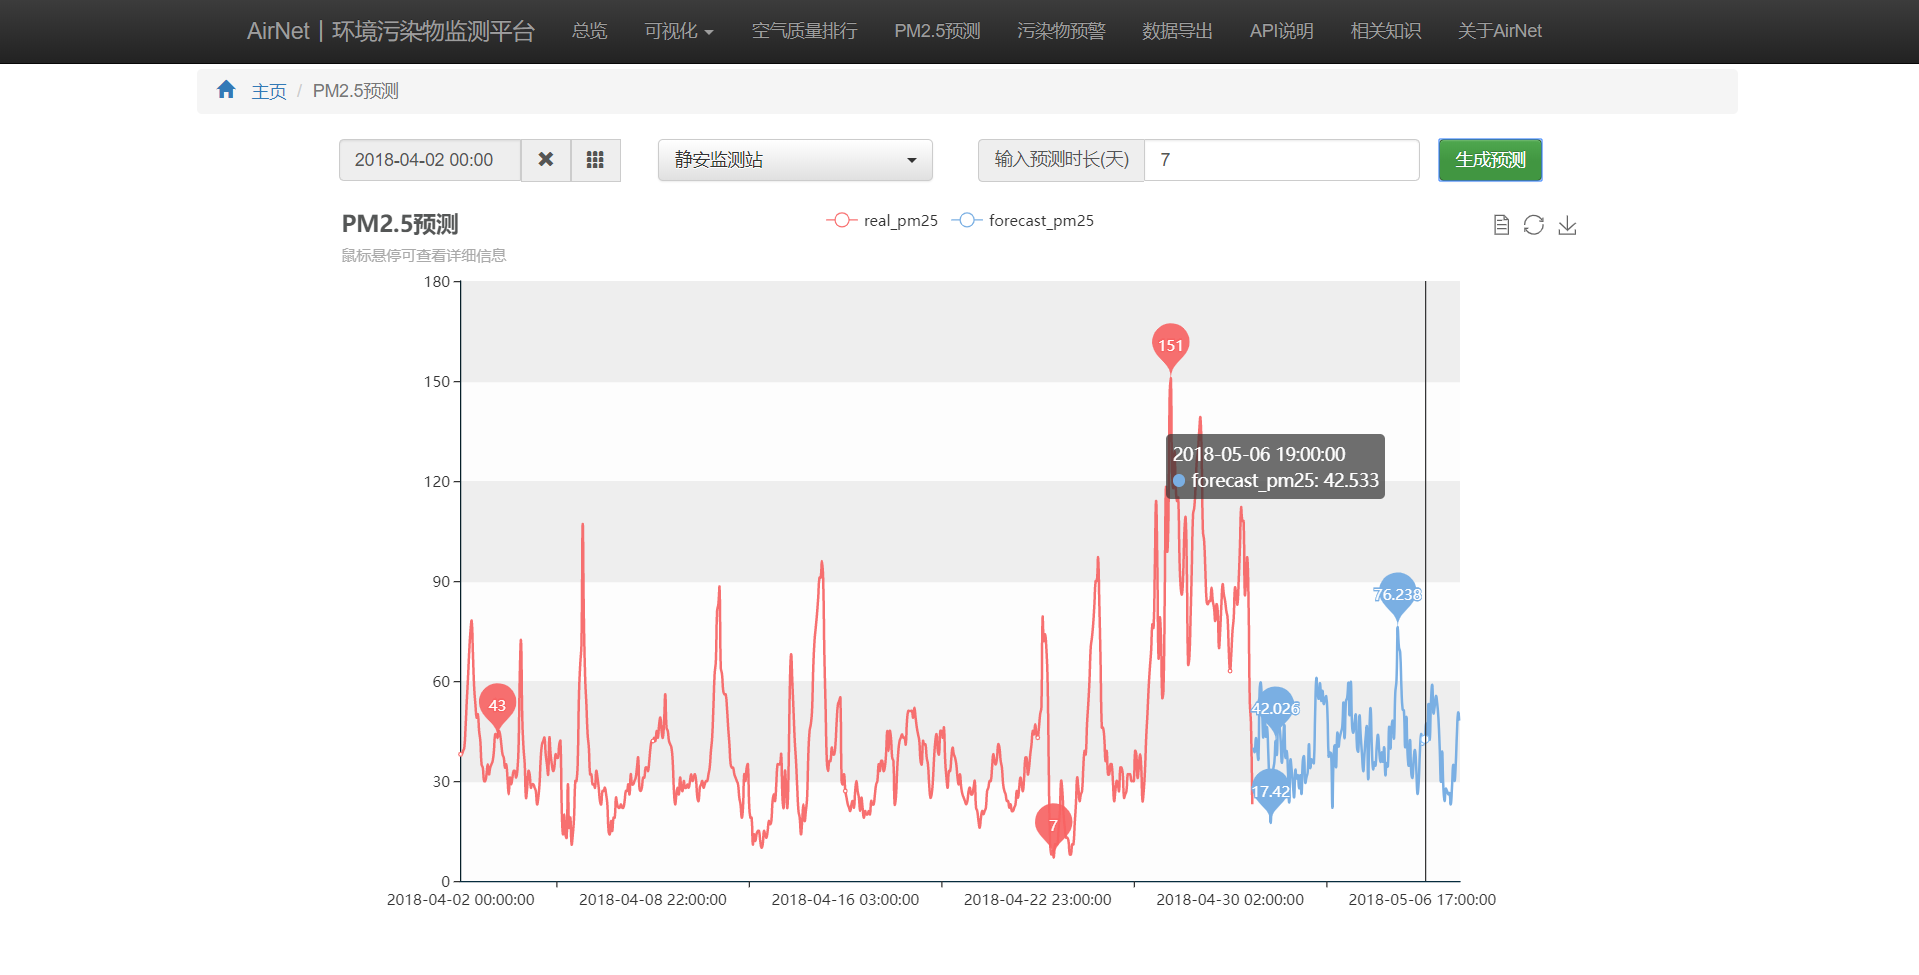 AirNet | 环境污染物监测平台 总览 可视化 空气质量排行 PM2.5预测 污染物预警 数据导出 API说明 相关知识 关于AirNet
主页 / PM2.5预测
2018-04-02 00:00 静安监测站 输入预测时长(天) 7 生成预测
PM2.5预测 real_pm25 forecast_pm25
鼠标悬停可查看详细信息
180
151
150
2018-05-06 19:00:00
forecast_pm25: 42.533
120
90
76.238
60
43
42.026
30
17.42
7
0
2018-04-02 00:00:00 2018-04-08 22:00:00 2018-04-16 03:00:00 2018-04-22 23:00:00 2018-04-30 02:00:00 2018-05-06 17:00:00